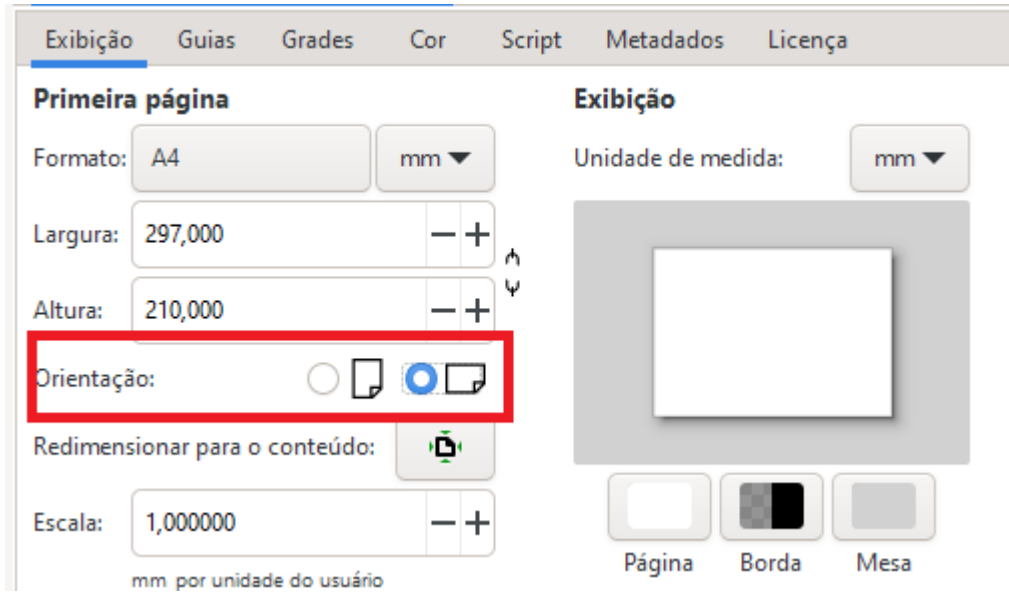 Exibição Guias Grades Cor Script Metadados Licença
Primeira página
Formato: A4 mm
Largura: 297,000
Altura: 210,000
Orientação:
Redimensionar para o conteúdo:
Escala: 1,000000
mm por unidade do usuário
Exibição
Unidade de medida: mm
Página Borda Mesa